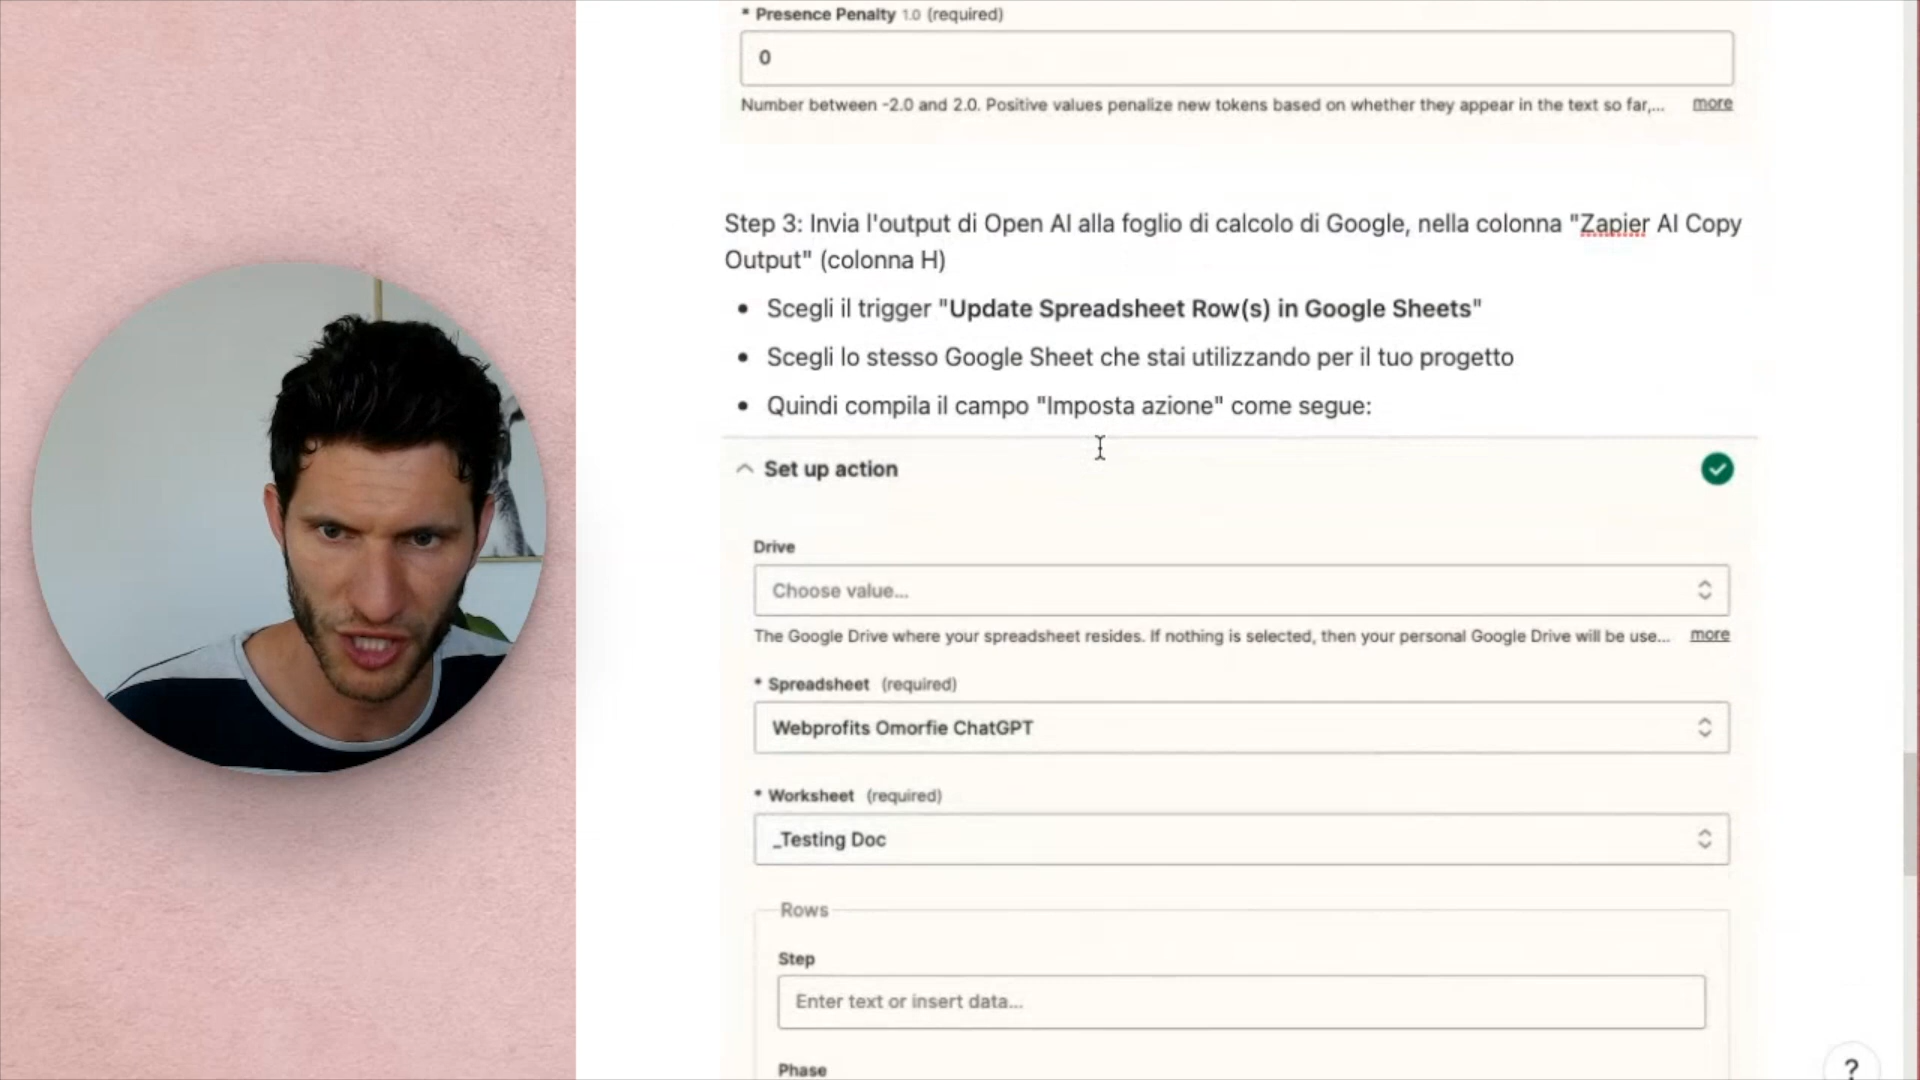 * Presence Penalty 1.0 (required)
0
Number between -2.0 and 2.0. Positive values penalize new tokens based on whether they appear in the text so far,... more
Step 3: Invia l'output di Open AI alla foglio di calcolo di Google, nella colonna "Zapier AI Copy
Output" (colonna H)
• Scegli il trigger "Update Spreadsheet Row(s) in Google Sheets"
• Scegli lo stesso Google Sheet che stai utilizzando per il tuo progetto
• Quindi compila il campo "Imposta azione" come segue:
Set up action
Drive
Choose value...
The Google Drive where your spreadsheet resides. If nothing is selected, then your personal Google Drive will be use... more
* Spreadsheet (required)
Webprofits Omorfie ChatGPT
* Worksheet (required)
_Testing Doc
Rows
Step
Enter text or insert data...
Phase
?